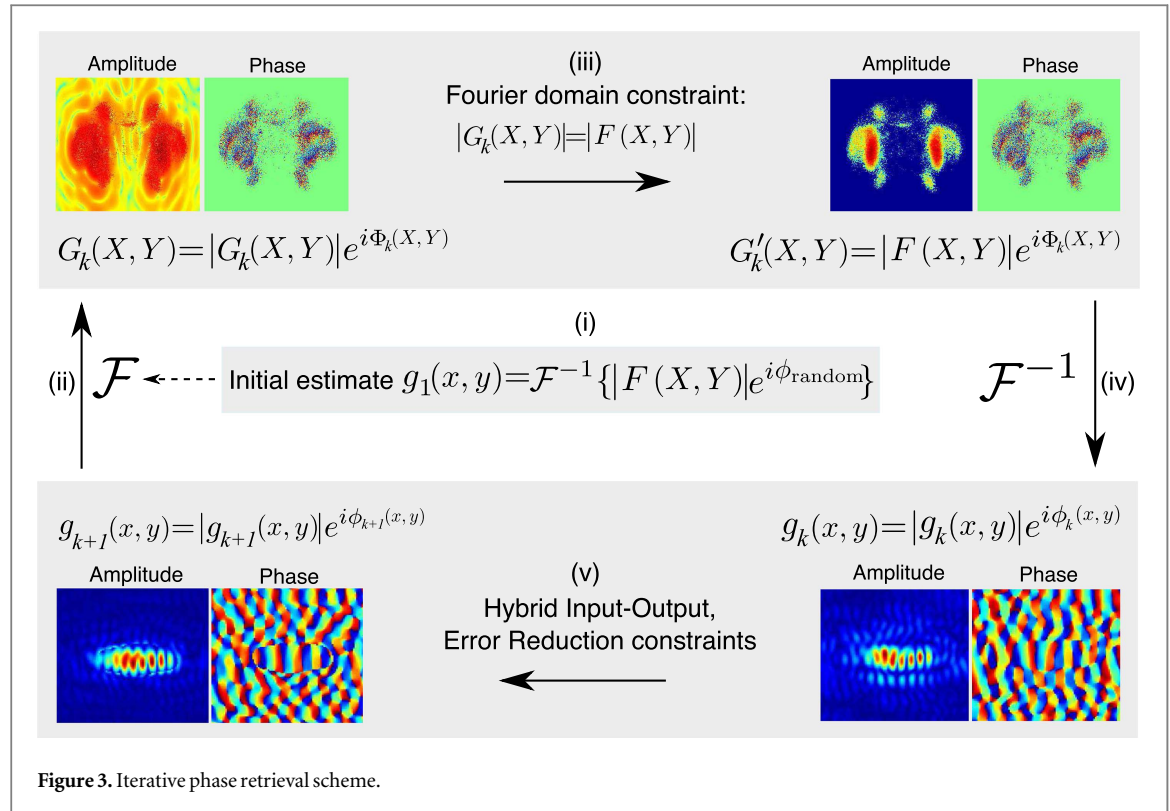 Amplitude Phase
(iii)
Fourier domain constraint:
|G_k(X, Y)|=|F(X, Y)|
Amplitude Phase
G_k(X, Y)=|G_k(X, Y)|e^{iΦ_k(X, Y)}
G′_k(X, Y)=|F(X, Y)|e^{iΦ_k(X, Y)}
(i)
(ii) ℱ
Initial estimate g_1(x, y)=ℱ^{−1}{|F(X, Y)|e^{iϕ_random}}
ℱ^{−1} (iv)
g_{k+1}(x, y)=|g_{k+1}(x, y)|e^{iϕ_{k+1}(x, y)}
Amplitude Phase
(v)
Hybrid Input-Output,
Error Reduction constraints
g_k(x, y)=|g_k(x, y)|e^{iϕ_k(x, y)}
Amplitude Phase
Figure 3. Iterative phase retrieval scheme.